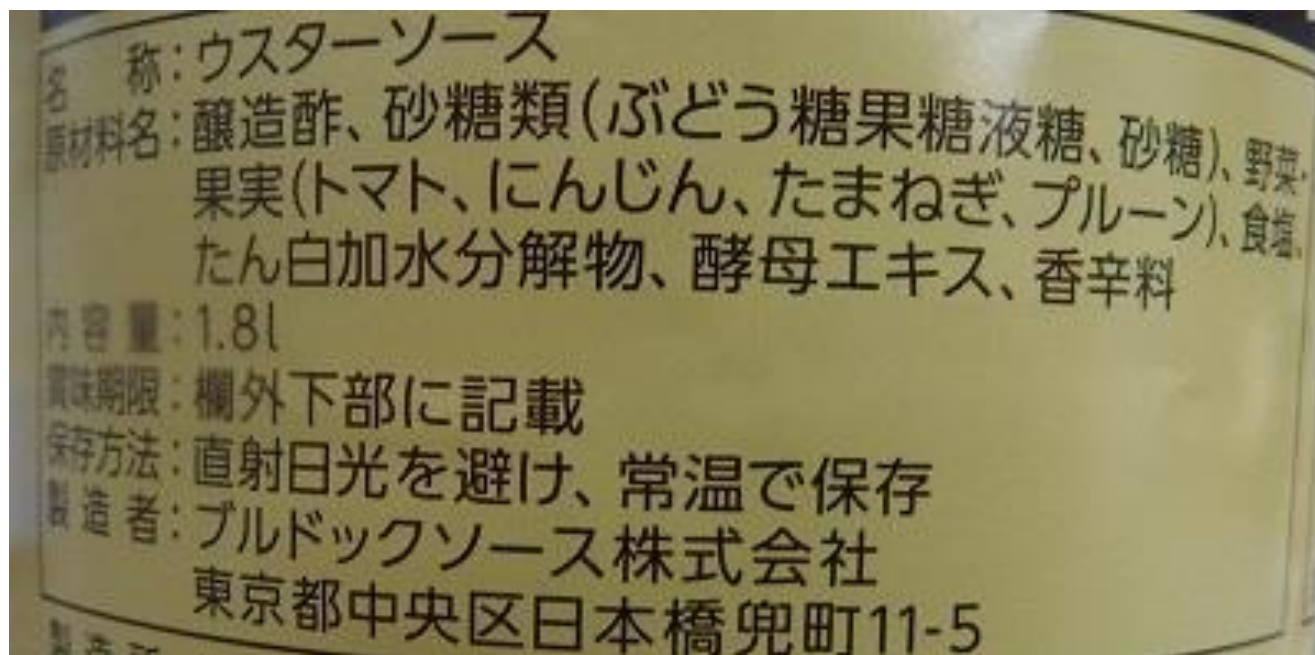 名称：ウスターソース
原材料名：醸造酢、砂糖類(ぶどう糖果糖液糖、砂糖)、野菜・
果実(トマト、にんじん、たまねぎ、プルーン)、食塩、
たん白加水分解物、酵母エキス、香辛料
内容量：1.8l
賞味期限：欄外下部に記載
保存方法：直射日光を避け、常温で保存
製造者：ブルドックソース株式会社
東京都中央区日本橋兜町11-5